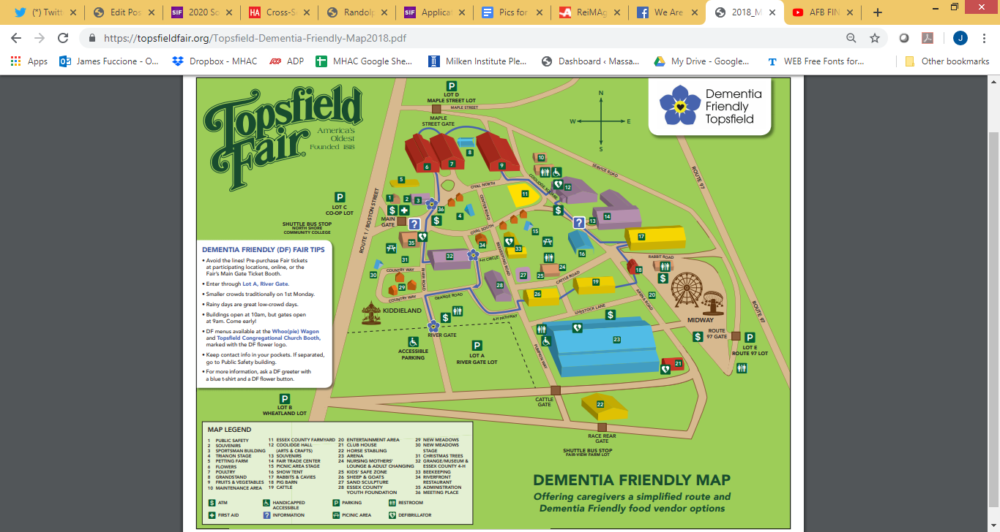 (*) Twitt
Edit Pos
SIF 2020 So
HA Cross-S
Randolp
SIF Applicat
Pics for
ReiMAg
We Are
2018_M
AFB FIN
https://topsfieldfair.org/Topsfield-Dementia-Friendly-Map2018.pdf
J
Apps
James Fuccione - O...
Dropbox - MHAC
ADP
MHAC Google She...
Milken Institute Ple...
Dashboard ‹ Massa...
My Drive - Google...
WEB Free Fonts for...
Other bookmarks
Topsfield
Fair
America's
Oldest
Founded 1818
P
LOT D
MAPLE STREET LOT
MAPLE STREET
MAPLE
STREET GATE
N
W E
S
Dementia
Friendly
Topsfield
SERVICE ROAD
ROUTE 97
COOLIDGE SQUARE
OVAL NORTH
CENTER ROAD
OVAL SOUTH
P
LOT C
CO-OP LOT
SHUTTLE BUS STOP
NORTH SHORE
COMMUNITY COLLEGE
ROUTE 1 / BOSTON STREET
MAIN
GATE
DEMENTIA FRIENDLY (DF) FAIR TIPS
• Avoid the lines! Pre-purchase Fair tickets
at participating locations, online, or the
Fair's Main Gate Ticket Booth.
• Enter through Lot A, River Gate.
• Smaller crowds traditionally on 1st Monday.
• Rainy days are great low-crowd days.
• Buildings open at 10am, but gates open
at 9am. Come early!
• DF menus available at the Whoo(pie) Wagon
and Topsfield Congregational Church Booth,
marked with the DF flower logo.
• Keep contact info in your pockets. If separated,
go to Public Safety building.
• For more information, ask a DF greeter with
a blue t-shirt and a DF flower button.
RABBIT ROAD
4-H CIRCLE
BEEKEEPING ROAD
COUNTRY WAY
RIVER ROAD
COUNTRY WAY
GRANGE ROAD
CATTLE ROAD
ARENA ROAD
LIVESTOCK LANE
4-H PATHWAY
PUMPKIN WAY
KIDDIELAND
MIDWAY
ROUTE 97
RIVER GATE
ACCESSIBLE
PARKING
P
LOT A
RIVER GATE LOT
ROUTE
97 GATE
P
LOT E
ROUTE 97 LOT
P
LOT B
WHEATLAND LOT
CATTLE
GATE
RACE REAR
GATE
SHUTTLE BUS STOP
FAIR-VIEW FARM LOT
MAP LEGEND
1 PUBLIC SAFETY
2 SOUVENIRS
3 SPORTSMAN BUILDING
4 TRIANON STAGE
5 PETTING FARM
6 FLOWERS
7 POULTRY
8 GRANDSTAND
9 FRUITS & VEGETABLES
10 MAINTENANCE AREA
11 ESSEX COUNTY FARMYARD
12 COOLIDGE HALL
(ARTS & CRAFTS)
13 SOUVENIRS
14 FAIR TRADE CENTER
15 PICNIC AREA STAGE
16 SHOW TENT
17 RABBITS & CAVIES
18 PIG BARN
19 CATTLE
20 ENTERTAINMENT AREA
21 CLUB HOUSE
22 HORSE STABLING
23 ARENA
24 NURSING MOTHERS'
LOUNGE & ADULT CHANGING
25 KIDS' SAFE ZONE
26 SHEEP & GOATS
27 SAND SCULPTURE
28 ESSEX COUNTY
YOUTH FOUNDATION
29 NEW MEADOWS
30 NEW MEADOWS
STAGE
31 CHRISTMAS TREES
32 GRANGE/MUSEUM &
ESSEX COUNTY 4-H
33 BEEKEEPING
34 RIVERFRONT
RESTAURANT
35 ADMINISTRATION
36 MEETING PLACE
$ ATM
HANDICAPPED
ACCESSIBLE
P PARKING
RESTROOM
FIRST AID
? INFORMATION
PICINIC AREA
DEFIBRILLATOR
DEMENTIA FRIENDLY MAP
Offering caregivers a simplified route and
Dementia Friendly food vendor options